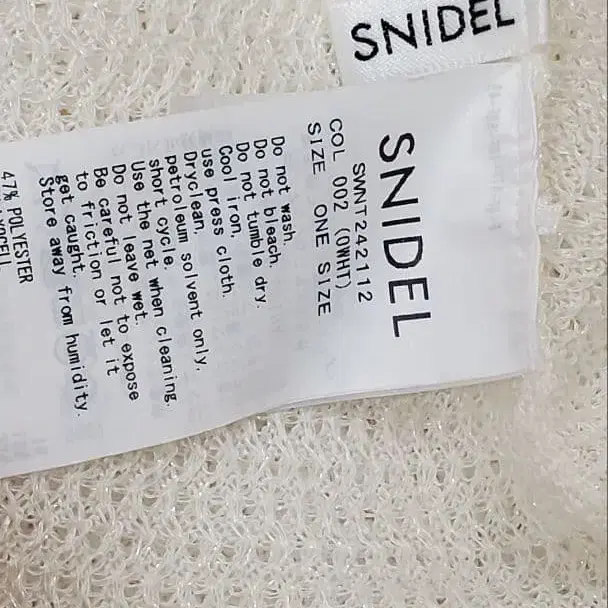 SNIDEL
SNIDEL
SWNT242112
COL 002 (OWHT)
SIZE ONE SIZE
Do not wash.
Do not bleach.
Do not tumble dry.
Cool iron.
use press cloth.
Dryclean,
petroleum solvent only,
short cycle.
Use the net when cleaning.
Do not leave wet.
Be careful not to expose
to friction or let it
get caught.
Store away from humidity.
47% POLYESTER